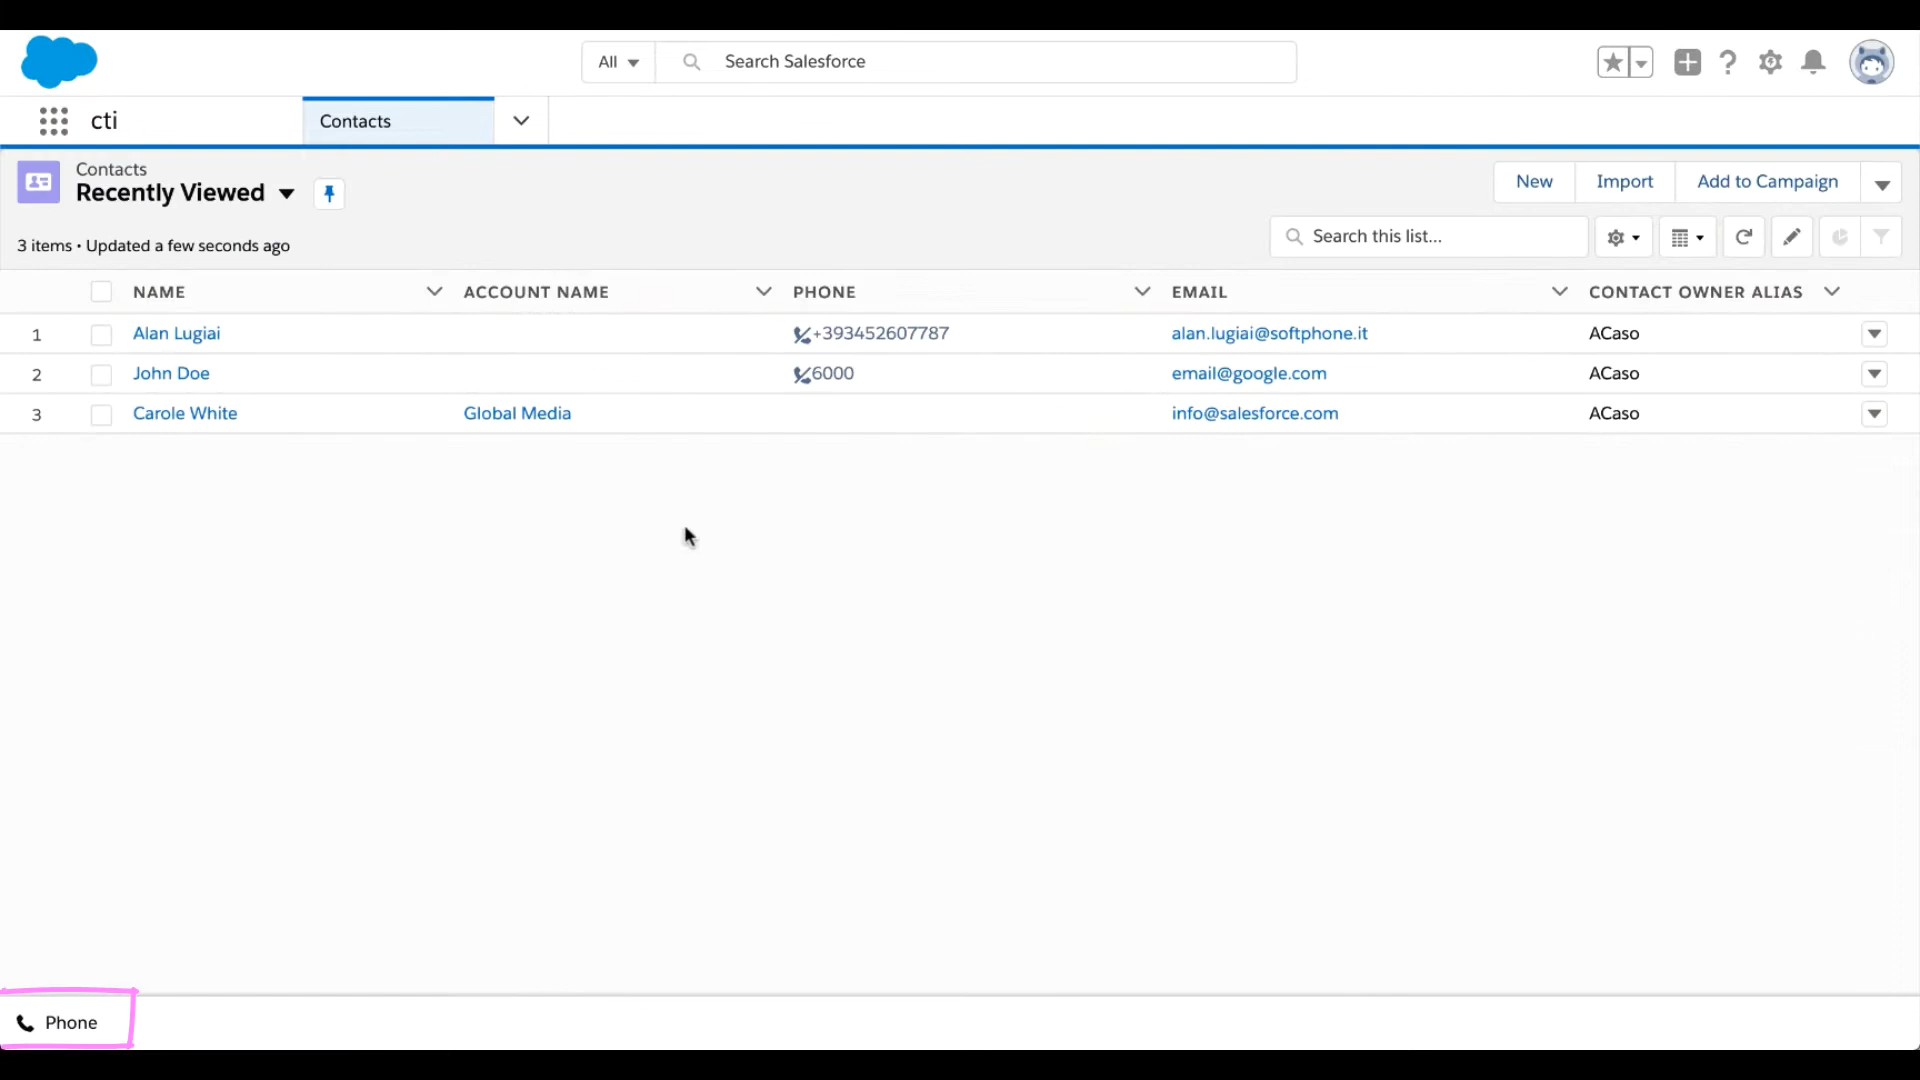 All
Search Salesforce
cti
Contacts
Contacts
Recently Viewed
New
Import
Add to Campaign
3 items • Updated a few seconds ago
Search this list...
NAME
ACCOUNT NAME
PHONE
EMAIL
CONTACT OWNER ALIAS
1 Alan Lugiai +393452607787 alan.lugiai@softphone.it ACaso
2 John Doe 6000 email@google.com ACaso
3 Carole White Global Media info@salesforce.com ACaso
Phone